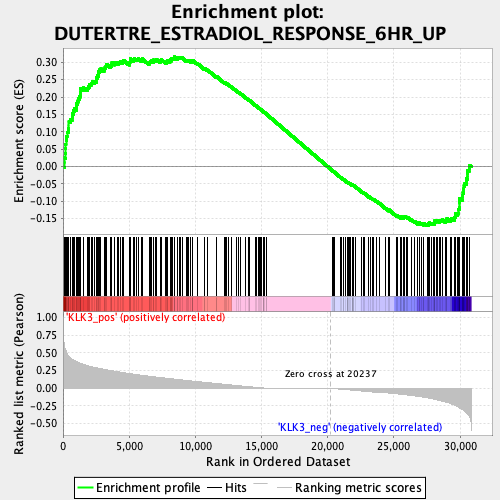 Enrichment plot:
DUTERTRE_ESTRADIOL_RESPONSE_6HR_UP
Enrichment score (ES)
0.30
0.25
0.20
0.15
0.10
0.05
0.00
-0.05
-0.10
-0.15
'KLK3_pos' (positively correlated)
Ranked list metric (Pearson)
1.00
0.75
0.50
0.25
0.00
-0.25
-0.50
Zero cross at 20237
'KLK3_neg' (negatively correlated)
0
5,000
10,000
15,000
20,000
25,000
30,000
Rank in Ordered Dataset
Enrichment profile
Hits
Ranking metric scores